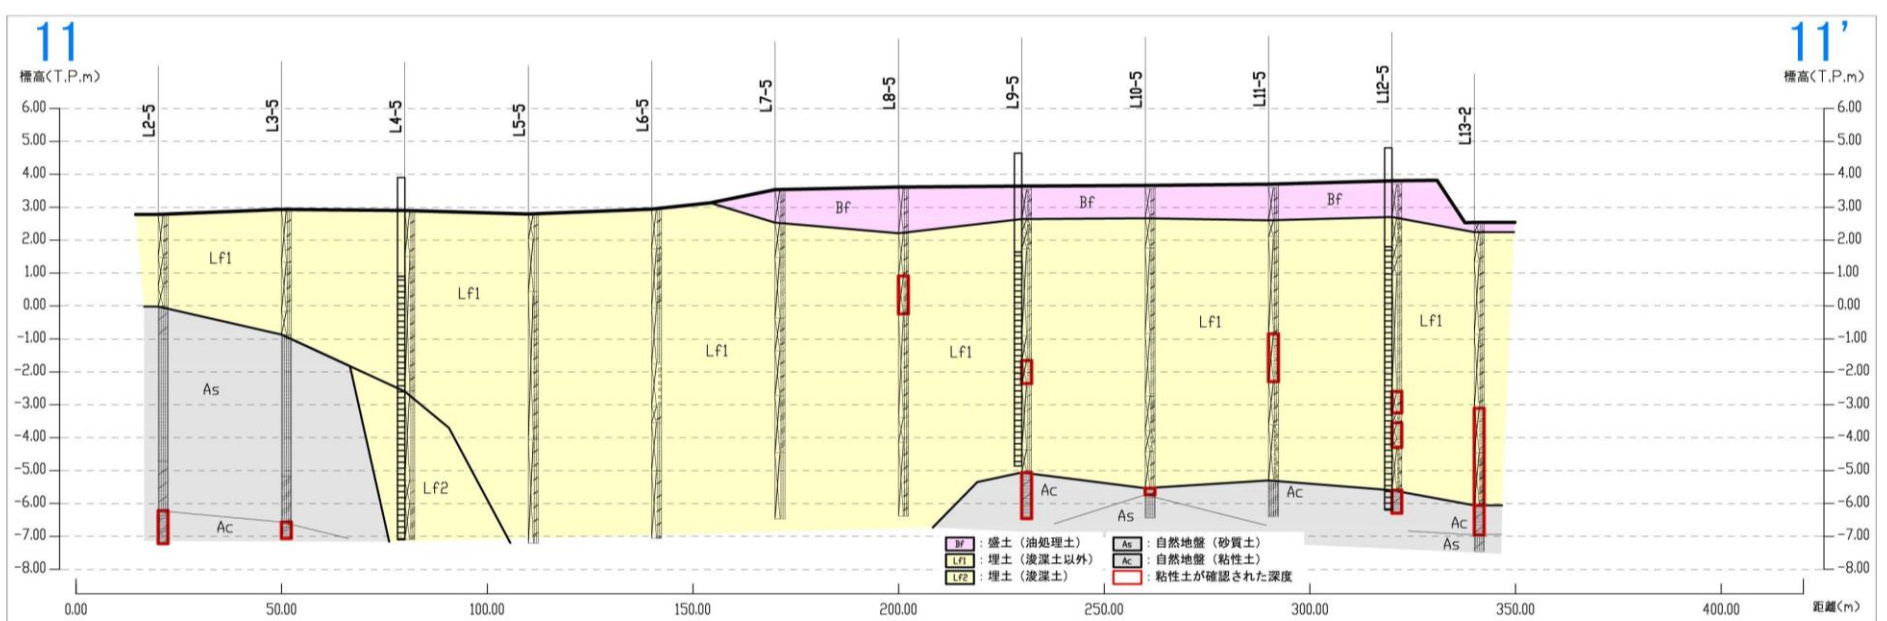 11 11’
標高(T.P.m) 標高(T.P.m)
L2-5 L3-5 L4-5 L5-5 L6-5 L7-5 L8-5 L9-5 L10-5 L11-5 L12-5 L13-2
6.00 6.00
5.00 5.00
4.00 4.00
3.00 Bf Bf Bf 3.00
2.00 2.00
1.00 Lf1 1.00
0.00 Lf1 Lf1 Lf1 0.00
-1.00 Lf1 Lf1 -1.00
-2.00 As -2.00
-3.00 -3.00
-4.00 -4.00
-5.00 Lf2 Ac Ac -5.00
-6.00 As Ac -6.00
-7.00 Ac As -7.00
-8.00 -8.00
Bf : 盛土（油処理土） As : 自然地盤（砂質土）
Lf1 : 埋土（浚渫土以外） Ac : 自然地盤（粘性土）
Lf2 : 埋土（浚渫土） : 粘性土が確認された深度
0.00 50.00 100.00 150.00 200.00 250.00 300.00 350.00 400.00 距離(m)